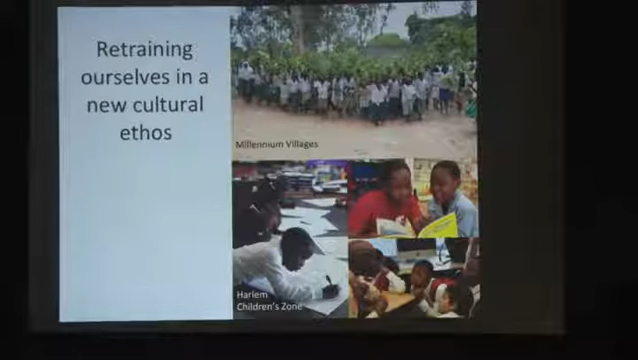 Retraining
ourselves in a
new cultural
ethos
Millennium Villages
Harlem
Children's Zone